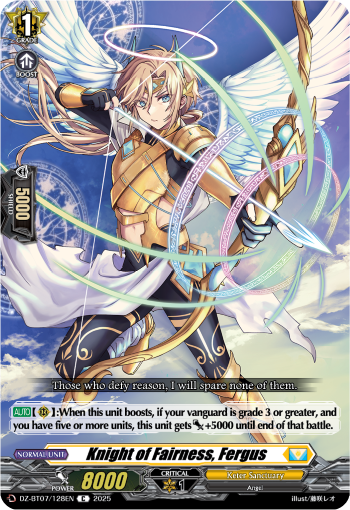 1
GRADE
BOOST
5000
SHIELD
Those who defy reason, I will spare none of them.
AUTO【 】:When this unit boosts, if your vanguard is grade 3 or greater, and
you have five or more units, this unit gets +5000 until end of that battle.
NORMAL UNIT
Knight of Fairness, Fergus
POWER 8000
CRITICAL
1
Keter Sanctuary
Angel
D DZ-BT07/128EN C 2025
illust/藤咲レオ